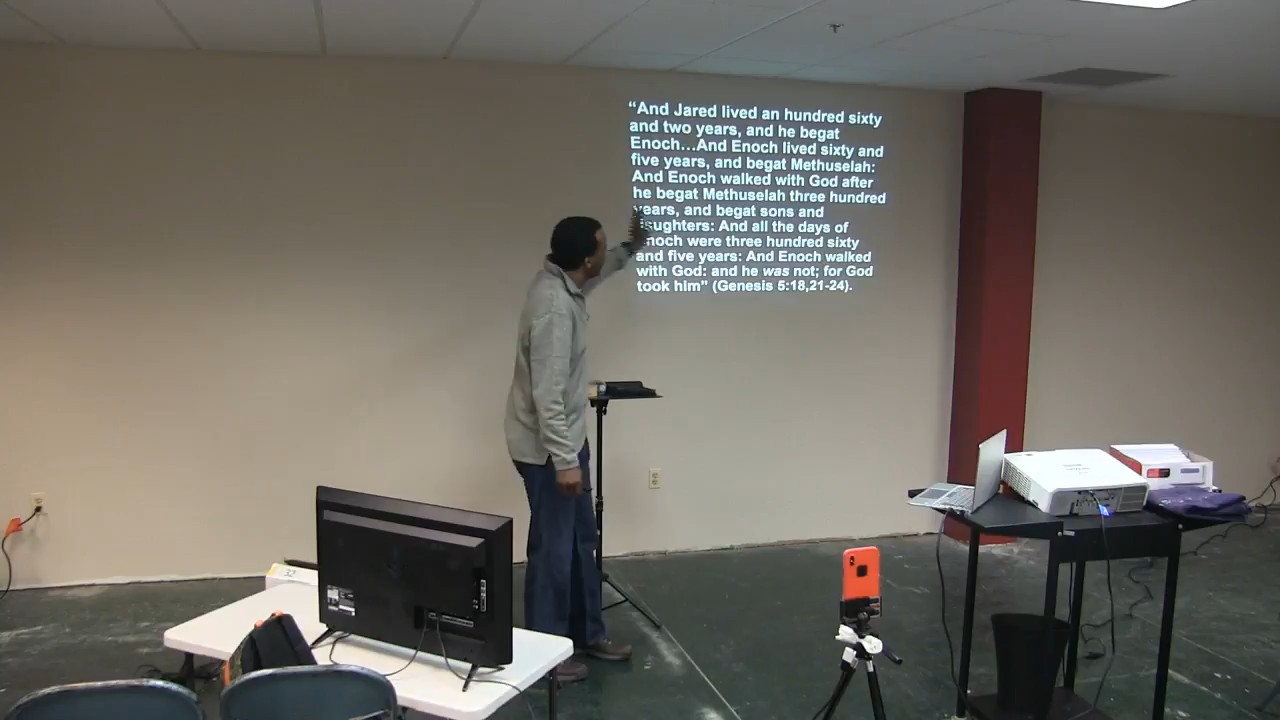 “And Jared lived an hundred sixty
and two years, and he begat
Enoch...And Enoch lived sixty and
five years, and begat Methuselah:
And Enoch walked with God after
he begat Methuselah three hundred
years, and begat sons and
daughters: And all the days of
Enoch were three hundred sixty
and five years: And Enoch walked
with God: and he was not; for God
took him” (Genesis 5:18,21-24).
32